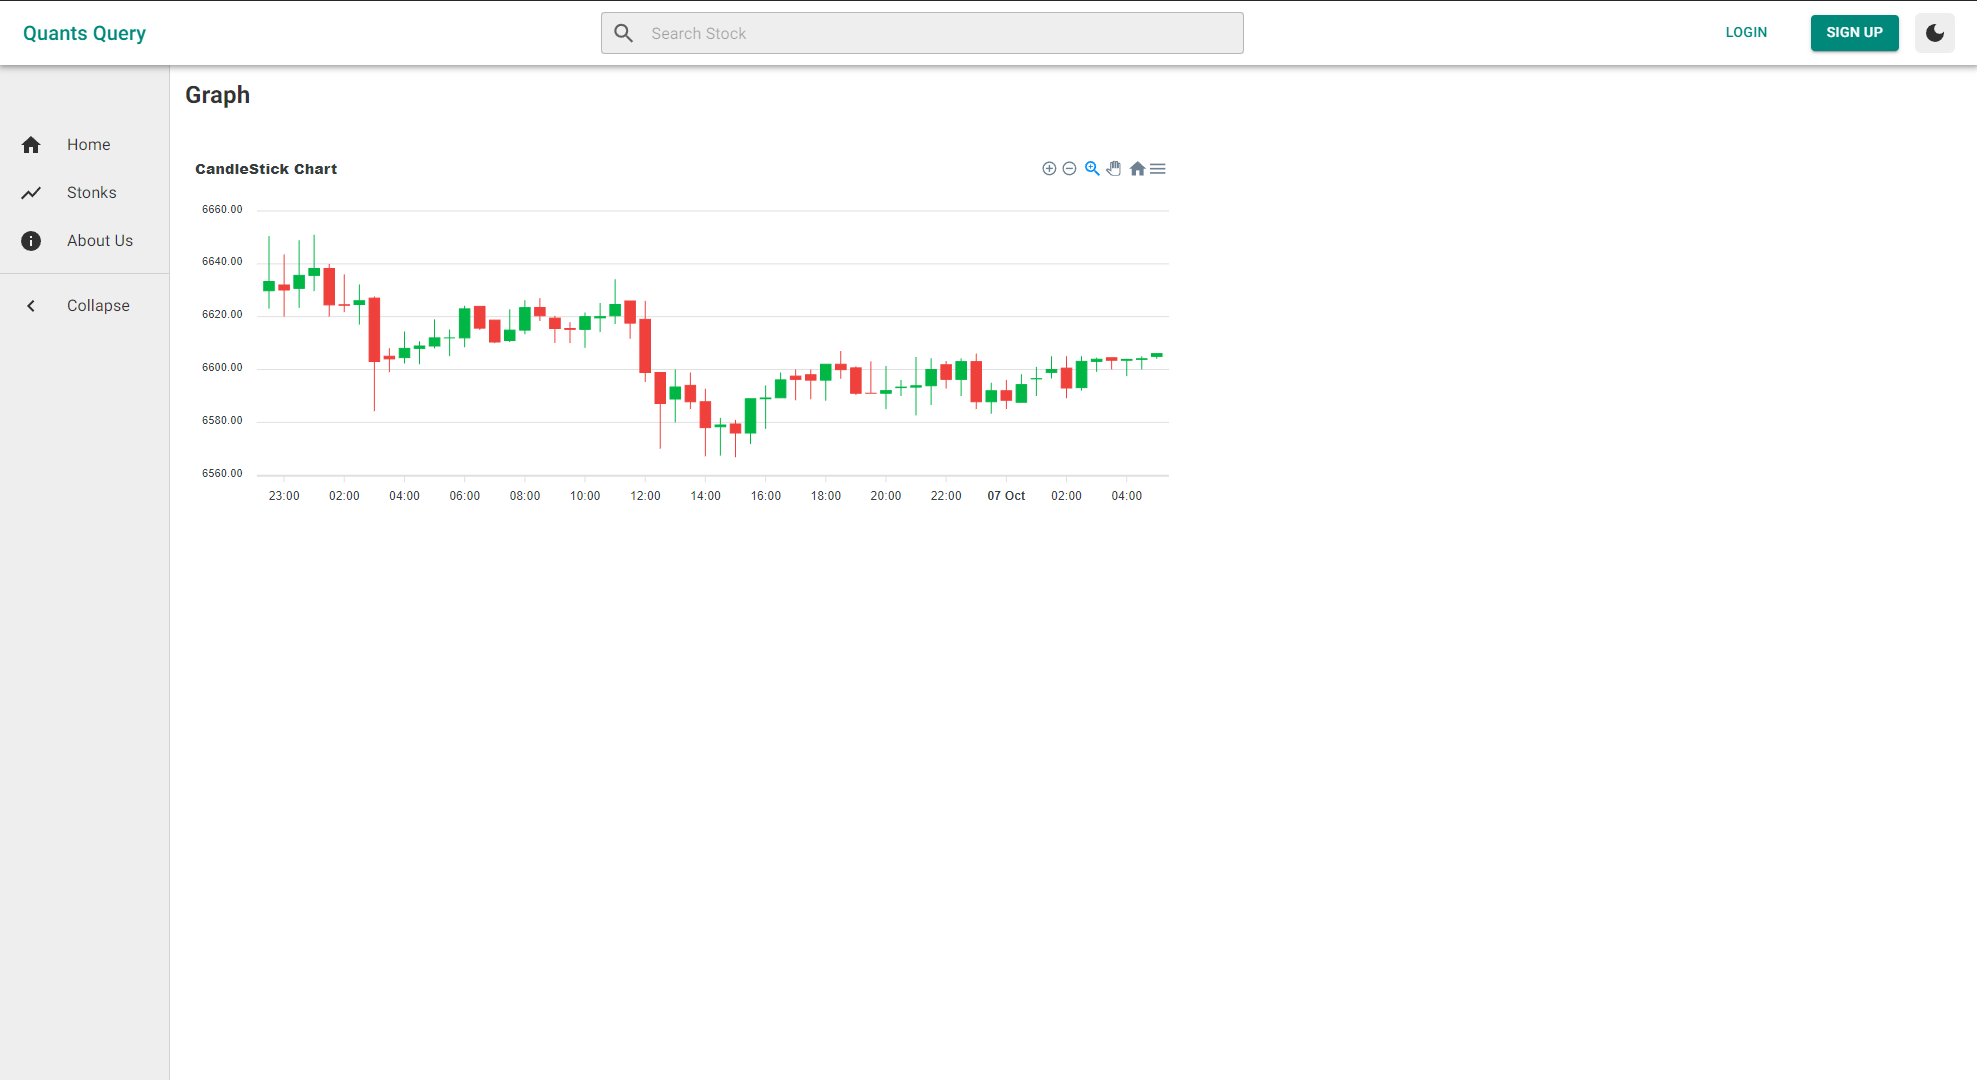 Quants Query
Search Stock
LOGIN
SIGN UP
Home
Stonks
About Us
Collapse
Graph
CandleStick Chart
6660.00
6640.00
6620.00
6600.00
6580.00
6560.00
23:00 02:00 04:00 06:00 08:00 10:00 12:00 14:00 16:00 18:00 20:00 22:00 07 Oct 02:00 04:00